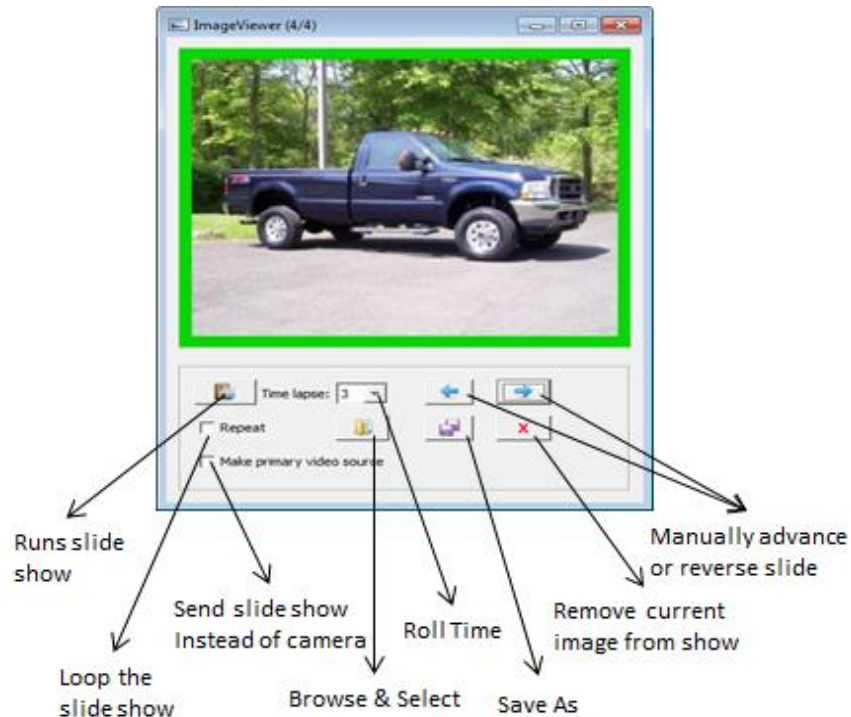 ImageViewer (4/4)
Time lapse: 3
Repeat
Make primary video source
Runs slide
show
Manually advance
or reverse slide
Send slide show
Instead of camera
Roll Time
Remove current
image from show
Loop the
slide show
Browse & Select
Save As